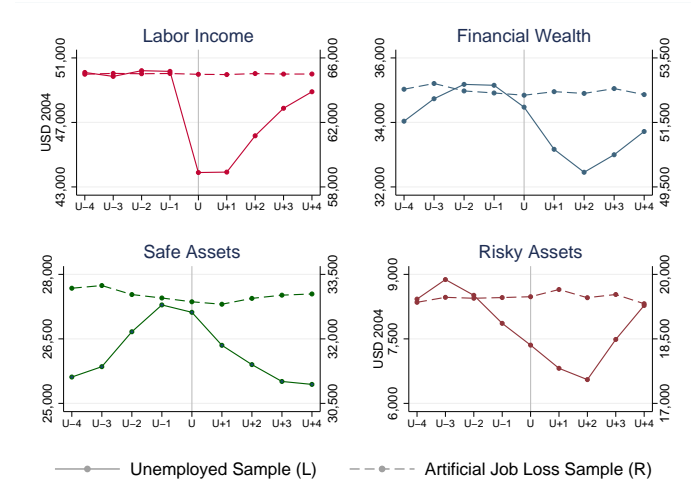 Labor Income
USD 2004
51,000
47,000
43,000
66,000
62,000
58,000
U−4 U−3 U−2 U−1 U U+1 U+2 U+3 U+4
Financial Wealth
36,000
34,000
32,000
53,500
51,500
49,500
U−4 U−3 U−2 U−1 U U+1 U+2 U+3 U+4
Safe Assets
28,000
26,500
25,000
33,500
32,000
30,500
U−4 U−3 U−2 U−1 U U+1 U+2 U+3 U+4
Risky Assets
USD 2004
9,000
7,500
6,000
20,000
18,500
17,000
U−4 U−3 U−2 U−1 U U+1 U+2 U+3 U+4
Unemployed Sample (L)
Artificial Job Loss Sample (R)